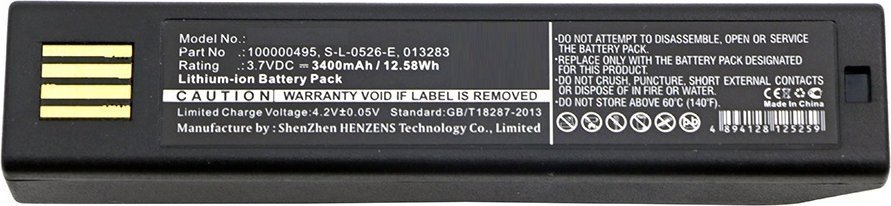 Model No.:
Part No .: 100000495, S-L-0526-E, 013283
Rating : 3.7VDC ⎓ 3400mAh / 12.58Wh
Lithium-ion Battery Pack
CAUTION WARRANTY VOID IF LABEL IS REMOVED
Limited Charge Voltage:4.2V±0.05V Standard:GB/T18287-2013
Manufacture by : ShenZhen HENZENS Technology Co., Limited
•DO NOT ATTEMPT TO DISASSEMBLE, OPEN OR SERVICE
BATTERY.
•REPLACE ONLY WITH THE BATTERY DESIGNATED FOR
THIS PRODUCT.
•DO NOT CRUSH, PUNCTURE, SHORT EXTERNAL CONTACTS
OR DISPOSE OF IN FIRE OR WATER.
•DO NOT STORE ABOVE 60°C (140°F).
CE
Made In China
4 894128 125259